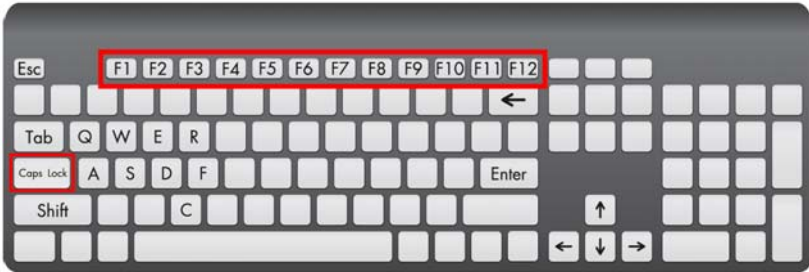 Esc F1 F2 F3 F4 F5 F6 F7 F8 F9 F10 F11 F12
←
Tab Q W E R
Caps Lock A S D F Enter
Shift C ↑
← ↓ →